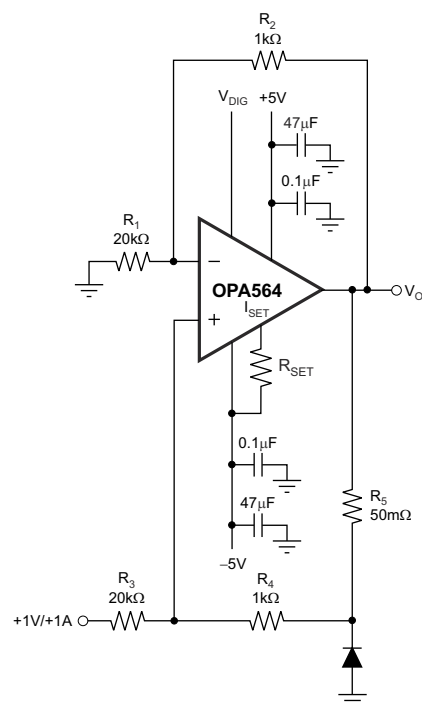 R2
1kΩ
VDIG
+5V
47μF
0.1μF
R1
20kΩ
−
OPA564
ISET
+
VO
RSET
0.1μF
47μF
−5V
R5
50mΩ
R3
20kΩ
R4
1kΩ
+1V/+1A